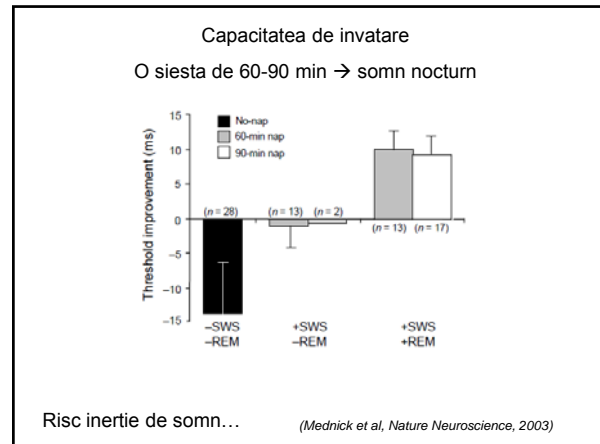 Capacitatea de invatare
O siesta de 60-90 min → somn nocturn
Threshold improvement (ms)
15
10
5
0
−5
−10
−15
No-nap
60-min nap
90-min nap
(n = 28) (n = 13) (n = 2)
(n = 13) (n = 17)
−SWS +SWS +SWS
−REM −REM +REM
Risc inertie de somn… (Mednick et al, Nature Neuroscience, 2003)